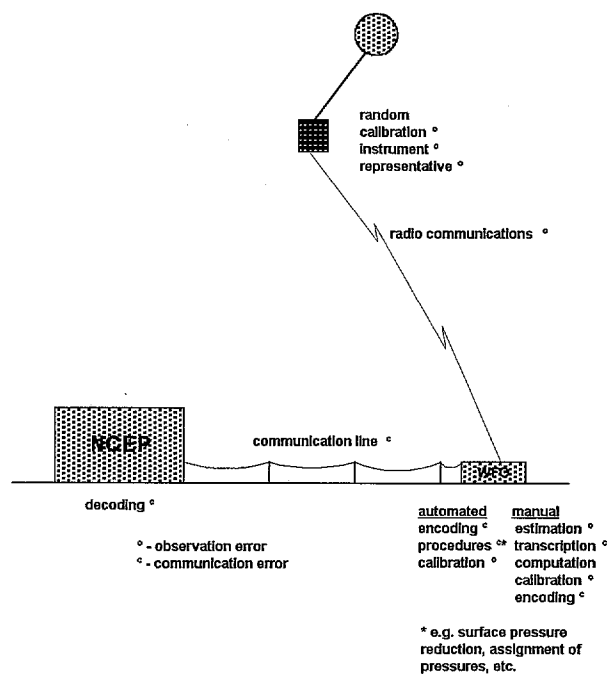 random
calibration °
instrument °
representative °
radio communications °
NCEP
communication line ᶜ
WFO
decoding ᶜ
° - observation error
ᶜ - communication error
automated
encoding ᶜ
procedures ᶜ*
calibration °
manual
estimation °
transcription ᶜ
computation
calibration °
encoding ᶜ
* e.g. surface pressure
reduction, assignment of
pressures, etc.